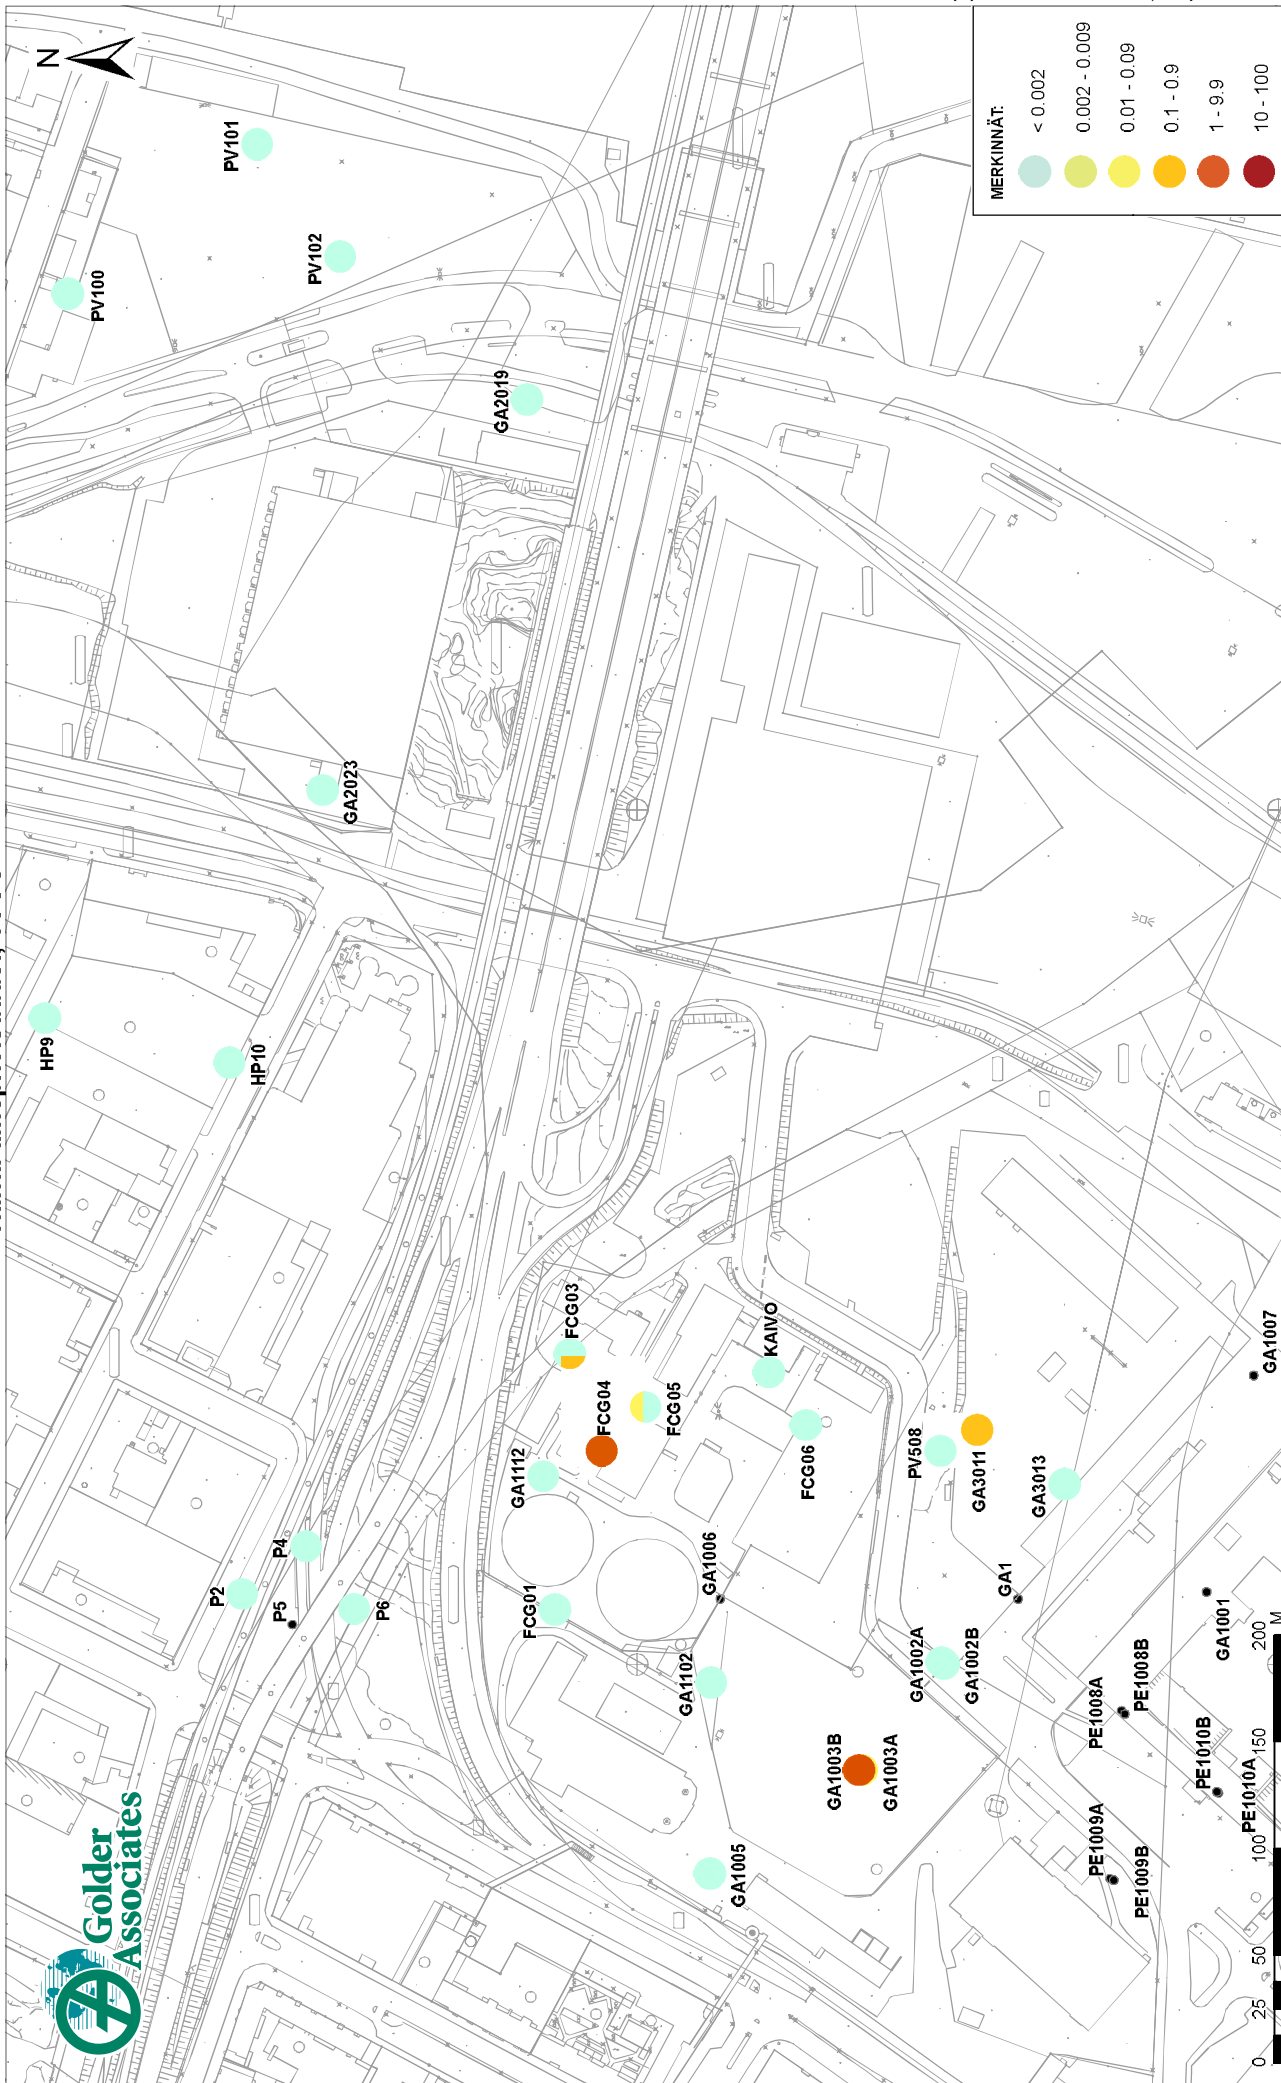 Golder
Associates
N
PV100
PV101
PV102
GA2019
GA2023
HP9
HP10
P2
P4
P5
P6
FCG03
FCG04
FCG05
GA1112
KAIVO
FCG06
FCG01
GA1006
GA1102
PV508
GA3011
GA3013
GA1
GA1002A
GA1002B
GA1003B
GA1003A
GA1005
GA1007
GA1001
PE1008A
PE1008B
PE1010B
PE1010A
PE1009A
PE1009B
MERKINNÄT:
< 0.002
0.002 - 0.009
0.01 - 0.09
0.1 - 0.9
1 - 9.9
10 - 100
0 25 50 100 150 200
M